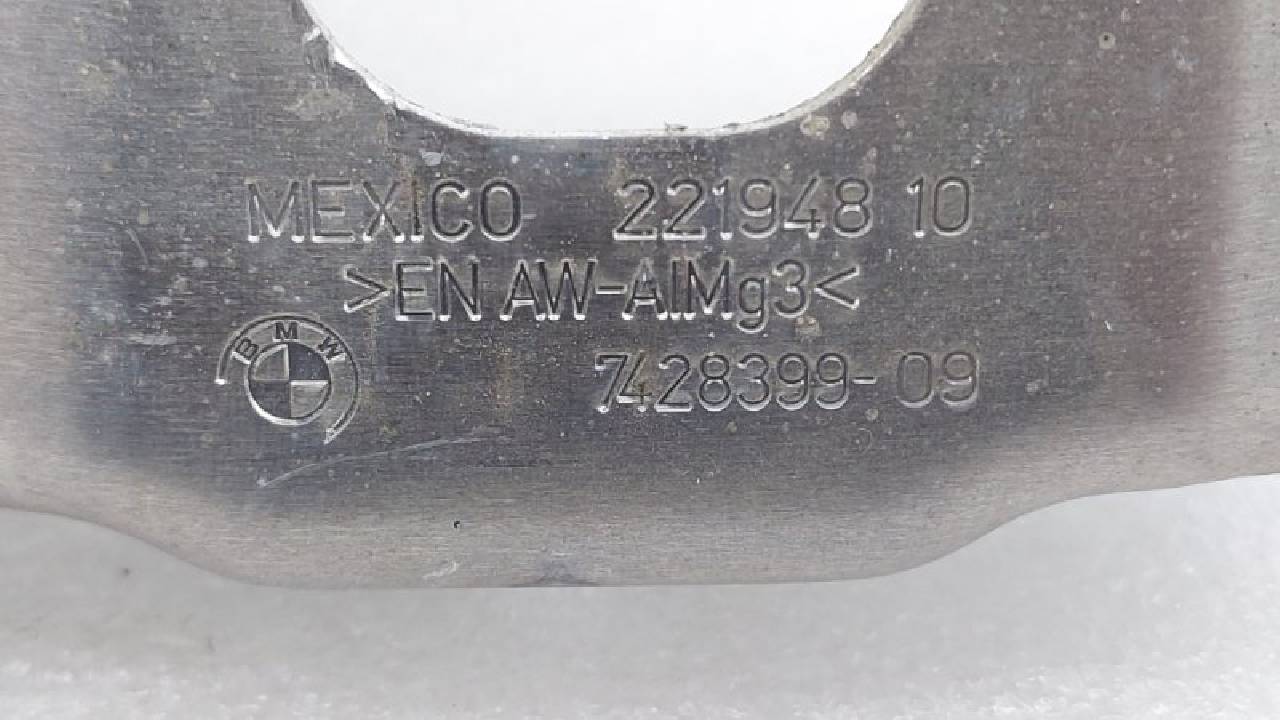 MEXICO 221948 10
>EN AW-AlMg3<
BMW
7428399-09